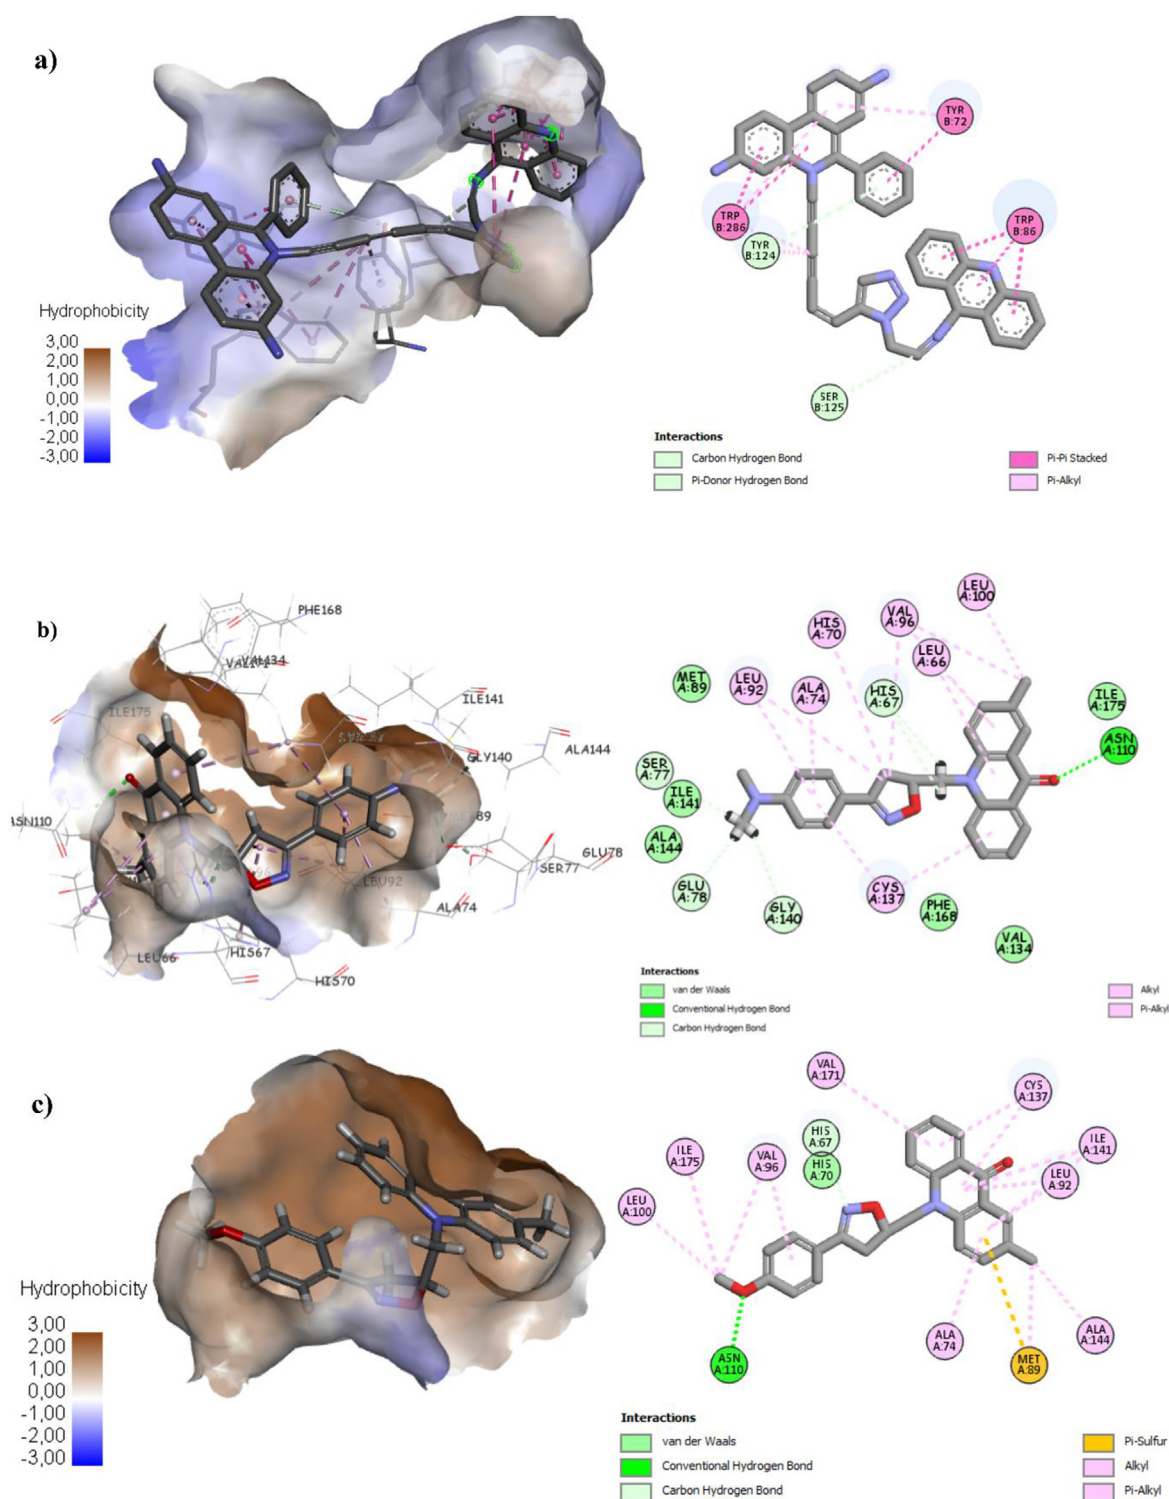 a)
Hydrophobicity
3,00
2,00
1,00
0,00
-1,00
-2,00
-3,00
TYR
B:72
TRP
B:286
TYR
B:124
TRP
B:86
SER
B:125
Interactions
Carbon Hydrogen Bond
Pi-Donor Hydrogen Bond
Pi-Pi Stacked
Pi-Alkyl
b)
PHE168
VAL134
ILE175
ILE141
GLY140
ALA144
ASN110
GLU78
SER77
LEU92
ALA74
LEU66
HIS67
HIS70
LEU
A:100
VAL
A:96
HIS
A:70
LEU
A:66
MET
A:89
LEU
A:92
ALA
A:74
HIS
A:67
ILE
A:175
ASN
A:110
SER
A:77
ILE
A:141
ALA
A:144
GLU
A:78
GLY
A:140
CYS
A:137
PHE
A:168
VAL
A:134
Interactions
van der Waals
Conventional Hydrogen Bond
Carbon Hydrogen Bond
Alkyl
Pi-Alkyl
c)
Hydrophobicity
3,00
2,00
1,00
0,00
-1,00
-2,00
-3,00
VAL
A:171
CYS
A:137
HIS
A:67
HIS
A:70
ILE
A:175
VAL
A:96
ILE
A:141
LEU
A:92
LEU
A:100
ASN
A:110
ALA
A:74
MET
A:89
ALA
A:144
Interactions
van der Waals
Conventional Hydrogen Bond
Carbon Hydrogen Bond
Pi-Sulfur
Alkyl
Pi-Alkyl